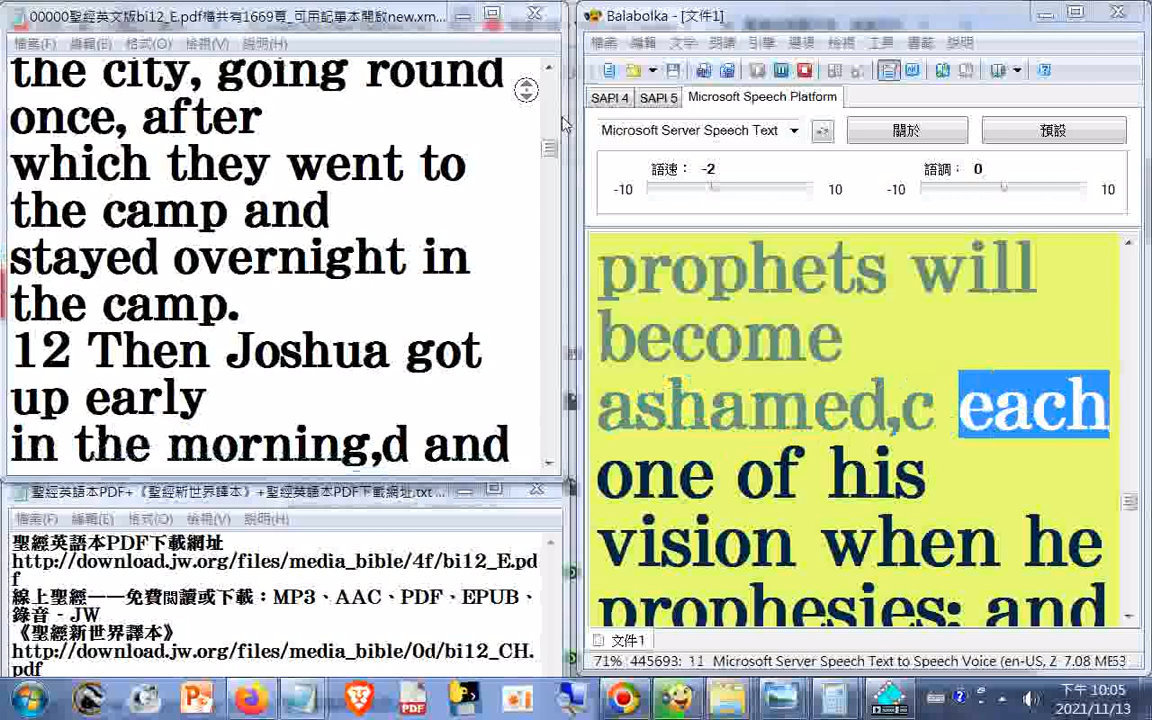 00000聖經英文版bi12_E.pdf檔共有1669頁_可用記事本開啟new.xm...
檔案(F) 編輯(E) 格式(O) 檢視(V) 說明(H)
the city, going round
once, after
which they went to
the camp and
stayed overnight in
the camp.
12 Then Joshua got
up early
in the morning,d and
聖經英語本PDF+《聖經新世界譯本》+聖經英語本PDF下載網址.txt ...
檔案(F) 編輯(E) 格式(O) 檢視(V) 說明(H)
聖經英語本PDF下載網址
http://download.jw.org/files/media_bible/4f/bi12_E.pd
f
線上聖經——免費閱讀或下載：MP3、AAC、PDF、EPUB、
錄音 - JW
《聖經新世界譯本》
http://download.jw.org/files/media_bible/0d/bi12_CH.
pdf
Balabolka - [文件1]
檔案 編輯 文字 朗讀 引擎 選項 檢視 工具 書籤 說明
SAPI 4 SAPI 5 Microsoft Speech Platform
Microsoft Server Speech Text 關於 預設
語速： -2 語調： 0
-10 10 -10 10
prophets will
become
ashamed,c each
one of his
vision when he
prophesies; and
文件1
71% 445693: 11 Microsoft Server Speech Text to Speech Voice (en-US, Z 7.08 ME53
下午 10:05
2021/11/13